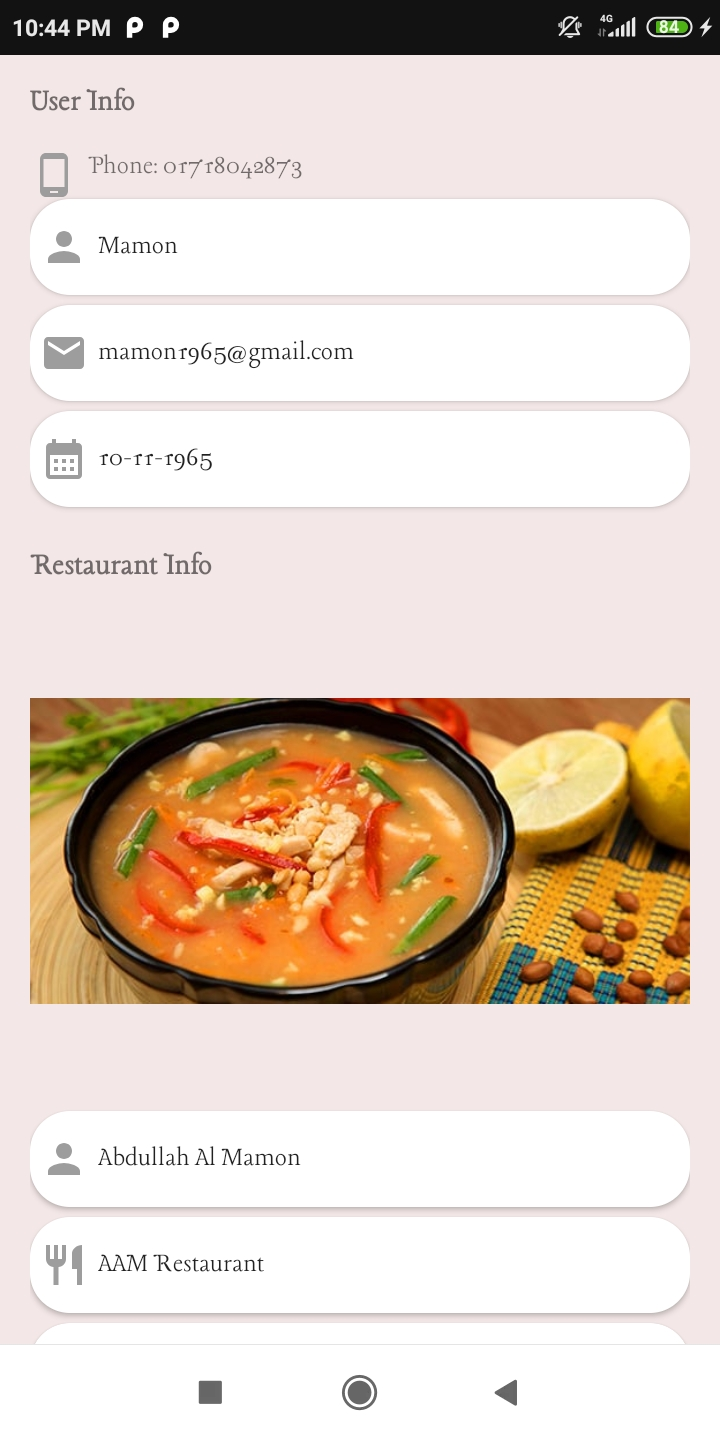 10:44 PM
4G
84
User Info
Phone: 01718042873
Mamon
mamon1965@gmail.com
10-11-1965
Restaurant Info
Abdullah Al Mamon
AAM Restaurant